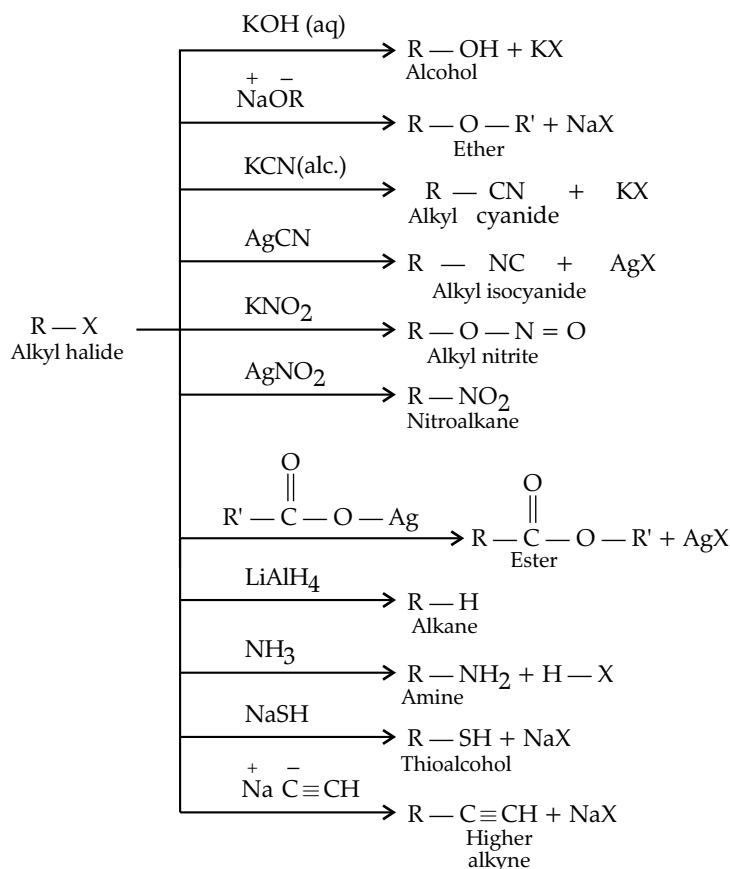 KOH (aq)
R — OH + KX
Alcohol
+ −
NaOR
R — O — R' + NaX
Ether
KCN(alc.)
R — CN + KX
Alkyl cyanide
AgCN
R — NC + AgX
Alkyl isocyanide
R — X
Alkyl halide
KNO₂
R — O — N = O
Alkyl nitrite
AgNO₂
R — NO₂
Nitroalkane
O
||
R' — C — O — Ag
O
||
R — C — O — R' + AgX
Ester
LiAlH₄
R — H
Alkane
NH₃
R — NH₂ + H — X
Amine
NaSH
R — SH + NaX
Thioalcohol
+ −
Na C≡CH
R — C≡CH + NaX
Higher
alkyne